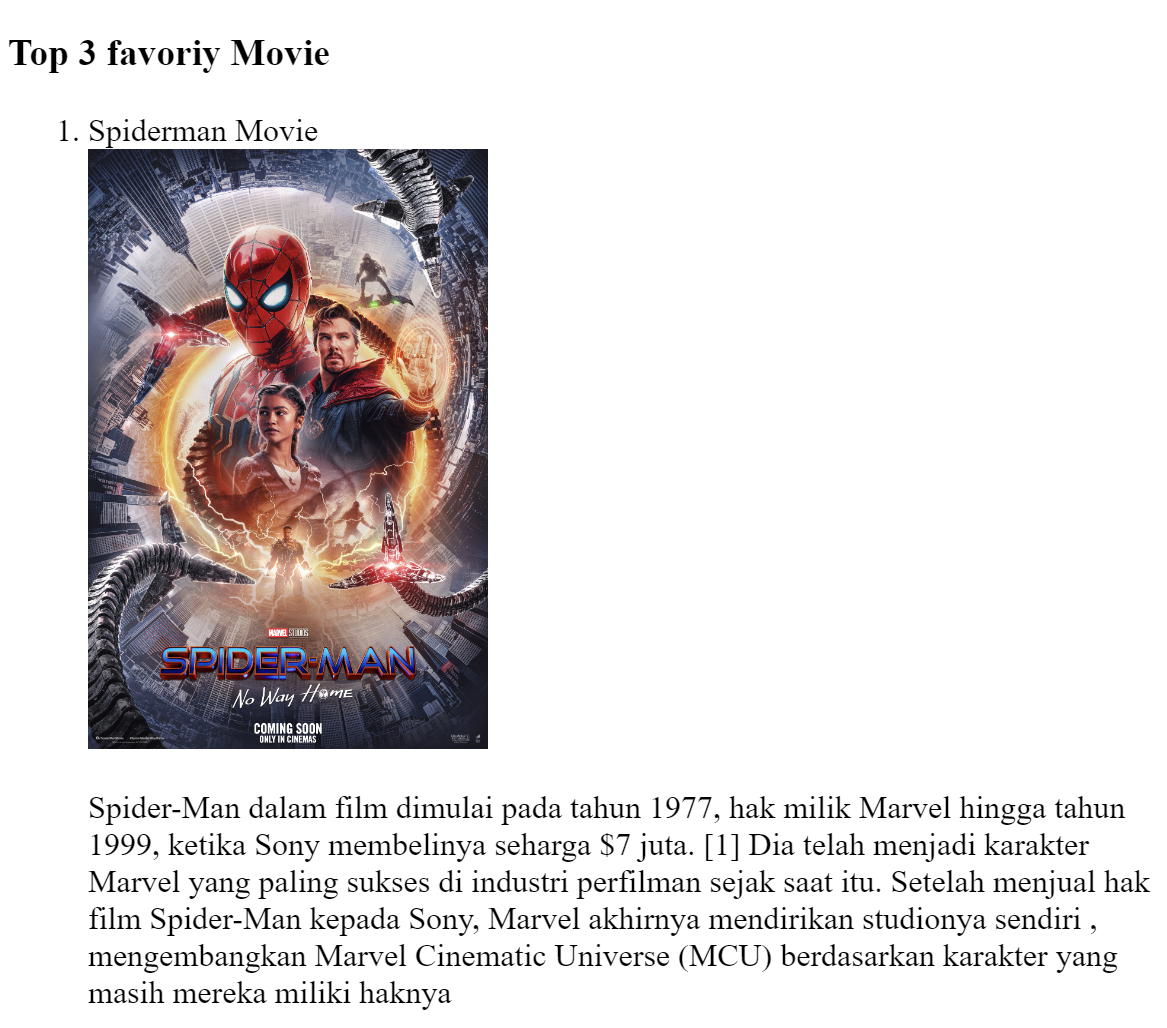 Top 3 favoriy Movie
1. Spiderman Movie
MARVEL STUDIOS
SPIDER-MAN
No Way Home
COMING SOON
ONLY IN CINEMAS
Spider-Man dalam film dimulai pada tahun 1977, hak milik Marvel hingga tahun
1999, ketika Sony membelinya seharga $7 juta. [1] Dia telah menjadi karakter
Marvel yang paling sukses di industri perfilman sejak saat itu. Setelah menjual hak
film Spider-Man kepada Sony, Marvel akhirnya mendirikan studionya sendiri ,
mengembangkan Marvel Cinematic Universe (MCU) berdasarkan karakter yang
masih mereka miliki haknya